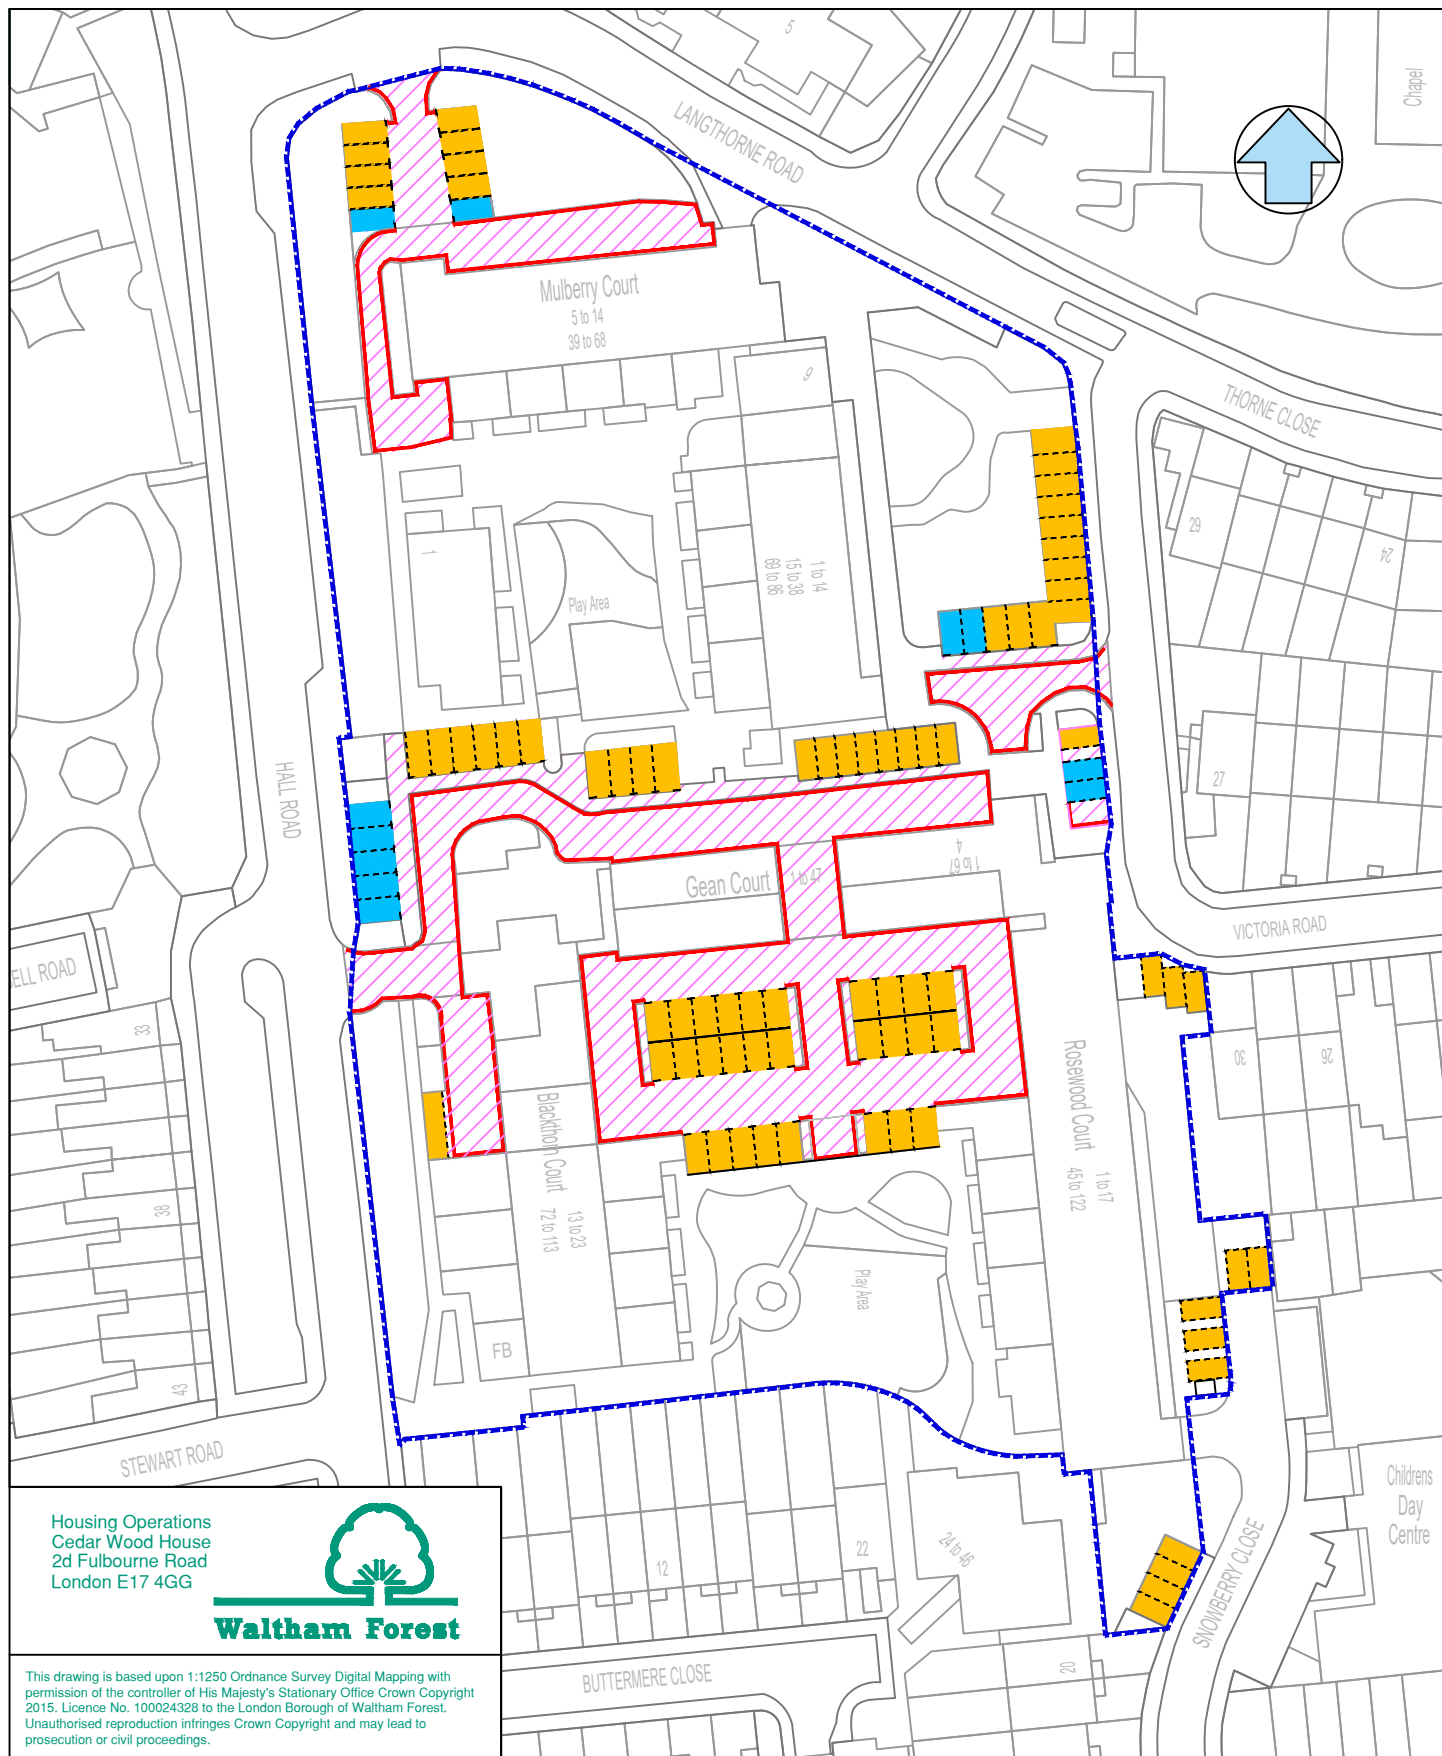 5
LANGTHORNE ROAD
Chapel
Mulberry Court
5 to 14
39 to 68
9
THORNE CLOSE
29
24
1
Play Area
1 to 14
15 to 38
69 to 86
HALL ROAD
27
4
1 to 67
Gean Court
1 to 47
VICTORIA ROAD
ELL ROAD
33
30
26
Rosewood Court
1 to 17
45 to 122
Blackthorn Court
13 to 23
72 to 113
38
Play Area
FB
43
STEWART ROAD
Childrens
Day
Centre
SNOWBERRY CLOSE
24 to 46
22
12
20
BUTTERMERE CLOSE
Housing Operations
Cedar Wood House
2d Fulbourne Road
London E17 4GG
Waltham Forest
This drawing is based upon 1:1250 Ordnance Survey Digital Mapping with
permission of the controller of His Majesty's Stationary Office Crown Copyright
2015. Licence No. 100024328 to the London Borough of Waltham Forest.
Unauthorised reproduction infringes Crown Copyright and may lead to
prosecution or civil proceedings.